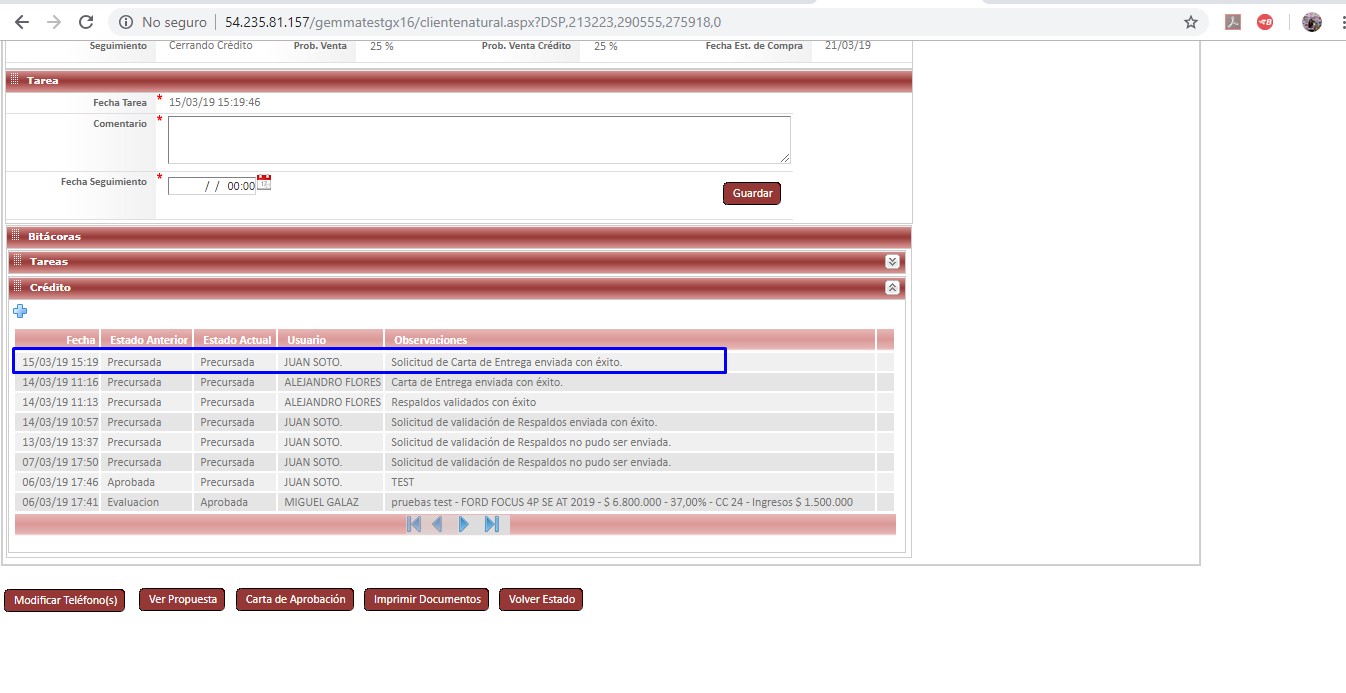 No seguro | 54.235.81.157/gemmatestgx16/clientenatural.aspx?DSP,213223,290555,275918,0
Seguimiento Cerrando Crédito Prob. Venta 25 % Prob. Venta Crédito 25 % Fecha Est. de Compra 21/03/19
Tarea
Fecha Tarea * 15/03/19 15:19:46
Comentario *
Fecha Seguimiento * / / 00:00
Guardar
Bitácoras
Tareas
Crédito
Fecha Estado Anterior Estado Actual Usuario Observaciones
15/03/19 15:19 Precursada Precursada JUAN SOTO. Solicitud de Carta de Entrega enviada con éxito.
14/03/19 11:16 Precursada Precursada ALEJANDRO FLORES Carta de Entrega enviada con éxito.
14/03/19 11:13 Precursada Precursada ALEJANDRO FLORES Respaldos validados con éxito
14/03/19 10:57 Precursada Precursada JUAN SOTO. Solicitud de validación de Respaldos enviada con éxito.
13/03/19 13:37 Precursada Precursada JUAN SOTO. Solicitud de validación de Respaldos no pudo ser enviada.
07/03/19 17:50 Precursada Precursada JUAN SOTO. Solicitud de validación de Respaldos no pudo ser enviada.
06/03/19 17:46 Aprobada Precursada JUAN SOTO. TEST
06/03/19 17:41 Evaluacion Aprobada MIGUEL GALAZ pruebas test - FORD FOCUS 4P SE AT 2019 - $ 6.800.000 - 37,00% - CC 24 - Ingresos $ 1.500.000
Modificar Teléfono(s) Ver Propuesta Carta de Aprobación Imprimir Documentos Volver Estado